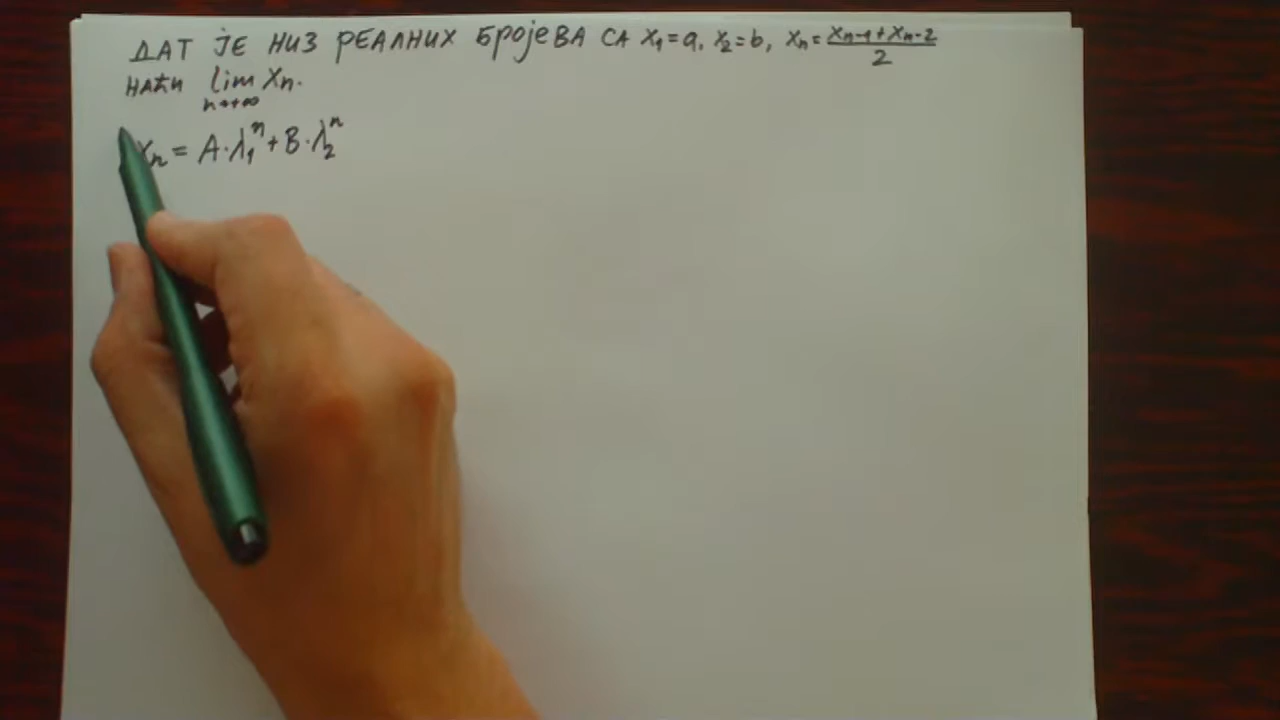 ДАТ ЈЕ НИЗ РЕАЛНИХ БРОЈЕВА СА x₁=a, x₂=b, xₙ=(xₙ₋₁+xₙ₋₂)/2
НАЋИ lim xₙ.
n→+∞
xₙ = A·λ₁ⁿ+B·λ₂ⁿ